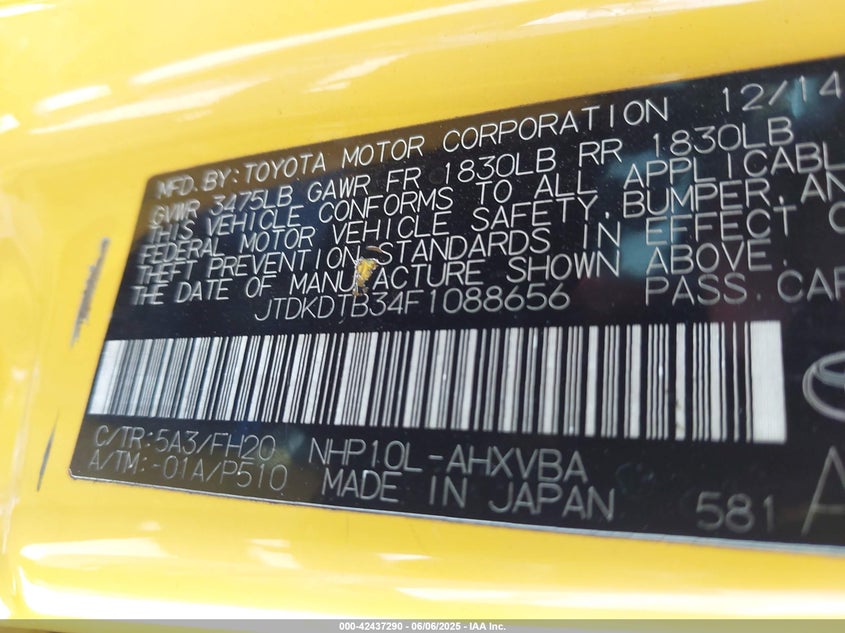 MFD. BY: TOYOTA MOTOR CORPORATION 12/14
GVWR 3475LB GAWR FR 1830LB RR 1830LB
THIS VEHICLE CONFORMS TO ALL APPLICABL
FEDERAL MOTOR VEHICLE SAFETY, BUMPER, AN
THEFT PREVENTION STANDARDS IN EFFECT O
THE DATE OF MANUFACTURE SHOWN ABOVE.
JTDKDTB34F1088656 PASS. CAR
C/TR: 5A3/FH20 NHP10L-AHXVBA
A/TM: -01A/P510 MADE IN JAPAN 581
000-42437290 - 06/06/2025 - IAA Inc.